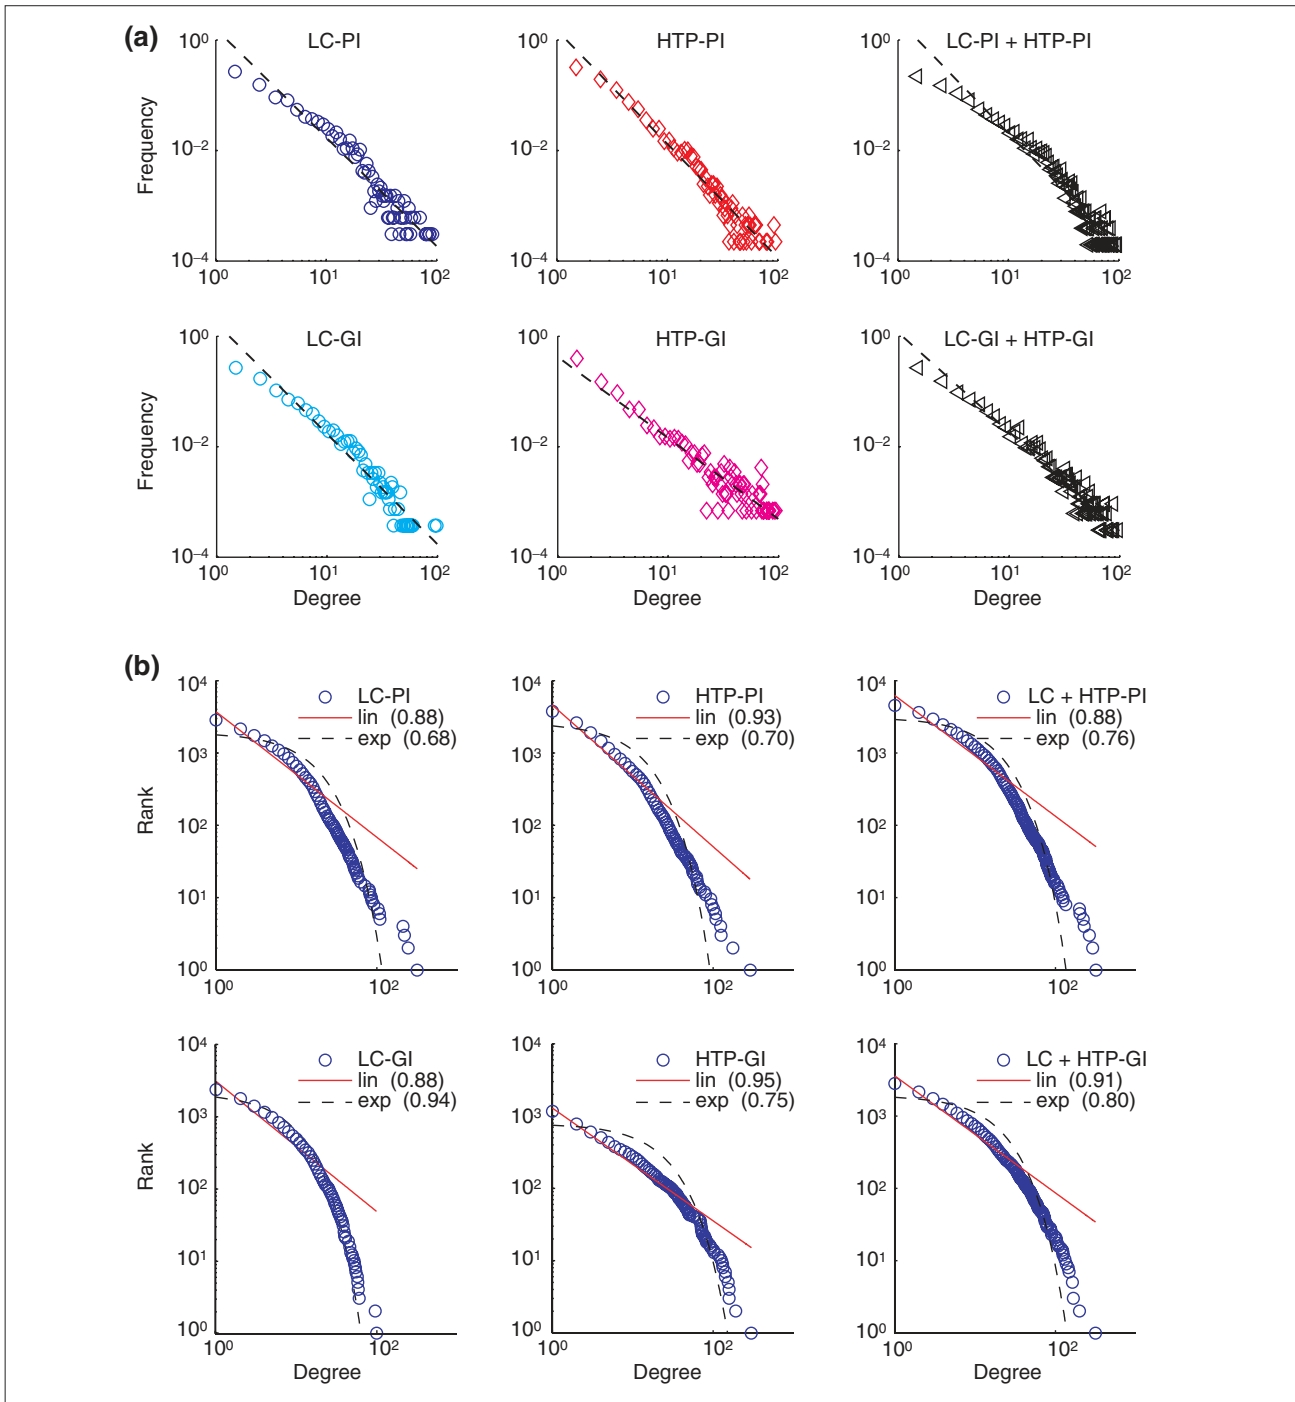 (a)
LC-PI HTP-PI LC-PI + HTP-PI
10⁰ 10⁰ 10⁰
Frequency
10⁻² 10⁻² 10⁻²
10⁻⁴ 10⁻⁴ 10⁻⁴
10⁰ 10¹ 10² 10⁰ 10¹ 10² 10⁰ 10¹ 10²
LC-GI HTP-GI LC-GI + HTP-GI
10⁰ 10⁰ 10⁰
Frequency
10⁻² 10⁻² 10⁻²
10⁻⁴ 10⁻⁴ 10⁻⁴
10⁰ 10¹ 10² 10⁰ 10¹ 10² 10⁰ 10¹ 10²
Degree Degree Degree
(b)
10⁴ LC-PI 10⁴ HTP-PI 10⁴ LC + HTP-PI
lin (0.88) lin (0.93) lin (0.88)
exp (0.68) exp (0.70) exp (0.76)
10³ 10³ 10³
Rank
10² 10² 10²
10¹ 10¹ 10¹
10⁰ 10⁰ 10⁰
10⁰ 10² 10⁰ 10² 10⁰ 10²
10⁴ LC-GI 10⁴ HTP-GI 10⁴ LC + HTP-GI
lin (0.88) lin (0.95) lin (0.91)
exp (0.94) exp (0.75) exp (0.80)
10³ 10³ 10³
Rank
10² 10² 10²
10¹ 10¹ 10¹
10⁰ 10⁰ 10⁰
10⁰ 10² 10⁰ 10² 10⁰ 10²
Degree Degree Degree